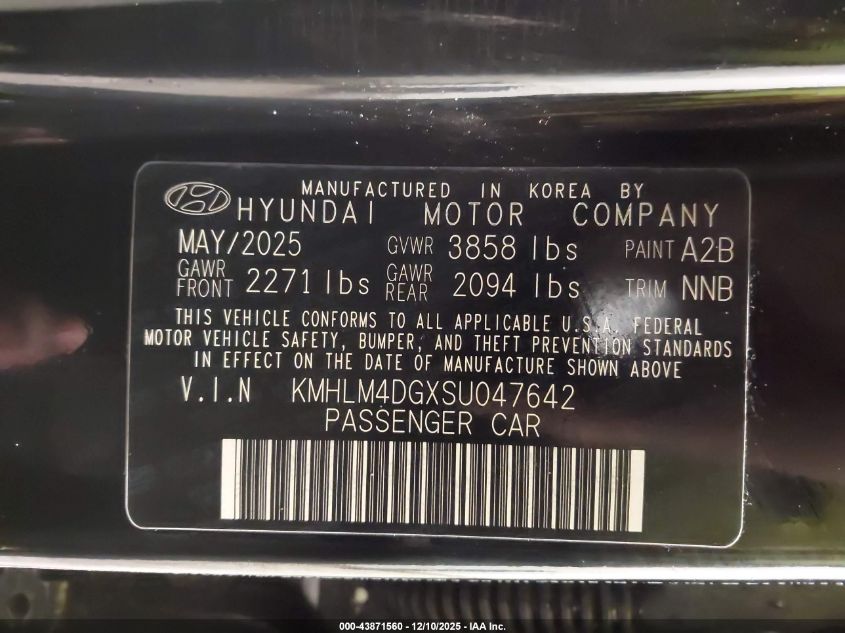 MANUFACTURED IN KOREA BY
HYUNDAI MOTOR COMPANY
MAY/2025 GVWR 3858 lbs PAINT A2B
GAWR FRONT 2271 lbs GAWR REAR 2094 lbs TRIM NNB
THIS VEHICLE CONFORMS TO ALL APPLICABLE U.S.A. FEDERAL
MOTOR VEHICLE SAFETY, BUMPER, AND THEFT PREVENTION STANDARDS
IN EFFECT ON THE DATE OF MANUFACTURE SHOWN ABOVE
V.I.N KMHLM4DGXSU047642
PASSENGER CAR
000-43871560 - 12/10/2025 - IAA Inc.